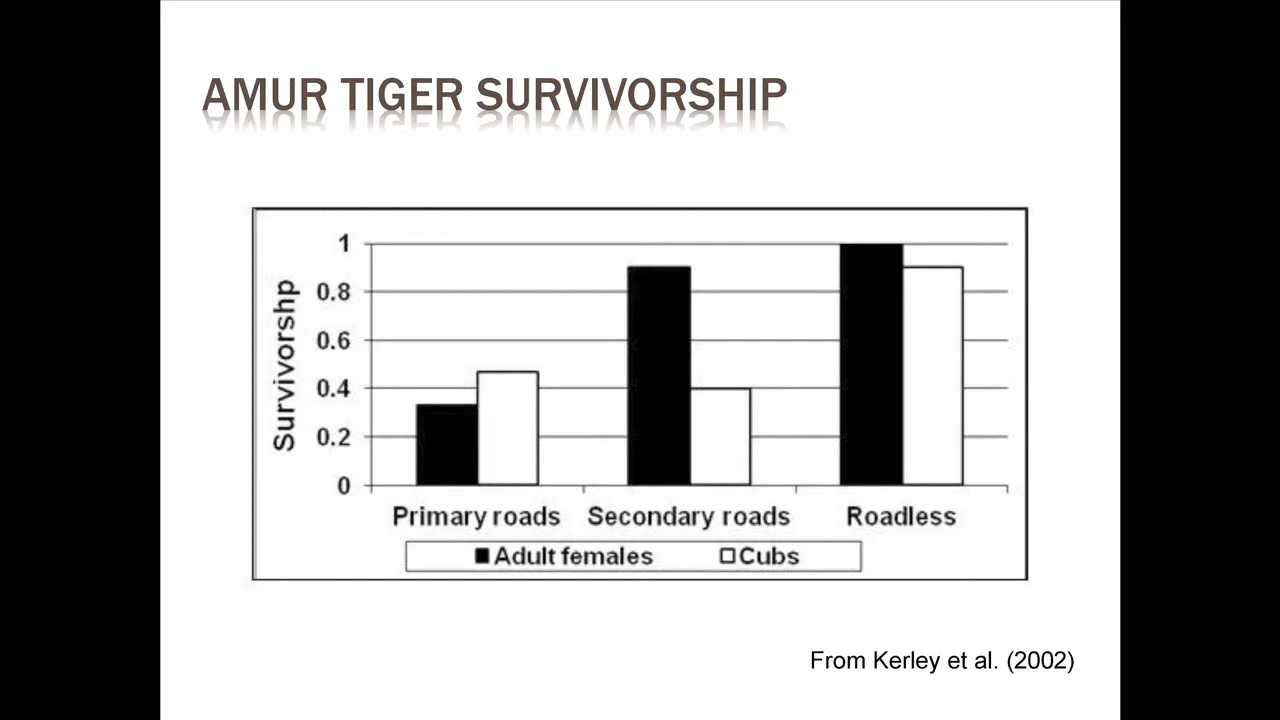 AMUR TIGER SURVIVORSHIP
Survivorshp
1
0.8
0.6
0.4
0.2
0
Primary roads
Secondary roads
Roadless
Adult females
Cubs
From Kerley et al. (2002)